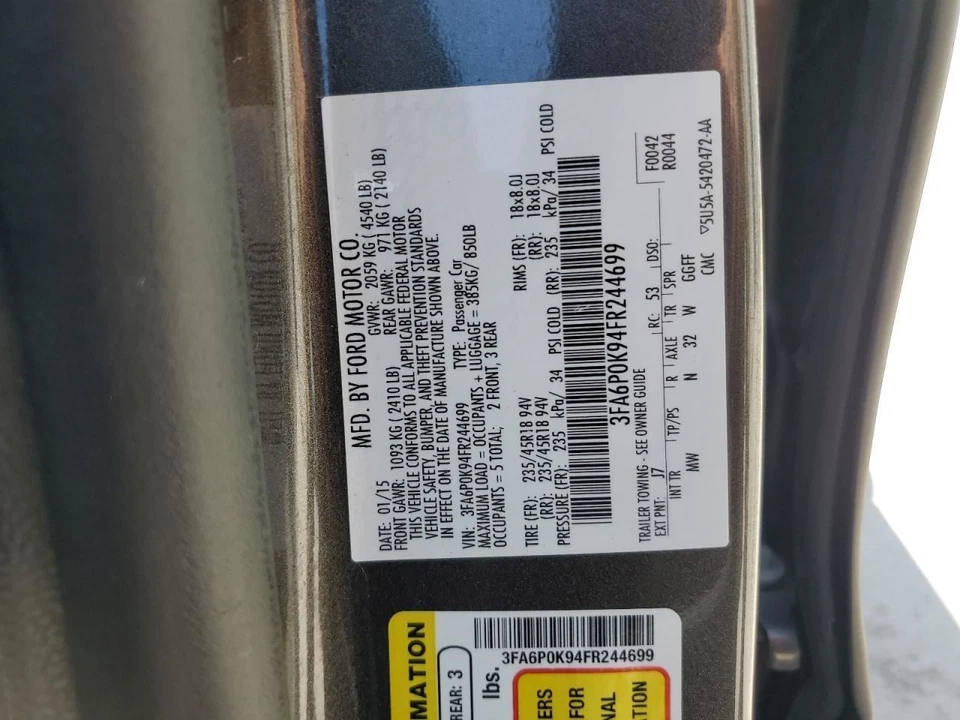 MFD. BY FORD MOTOR CO.
DATE: 01/15 GVWR: 2059 KG ( 4540 LB)
FRONT GAWR: 1093 KG ( 2410 LB) REAR GAWR: 971 KG ( 2140 LB)
THIS VEHICLE CONFORMS TO ALL APPLICABLE FEDERAL MOTOR
VEHICLE SAFETY, BUMPER, AND THEFT PREVENTION STANDARDS
IN EFFECT ON THE DATE OF MANUFACTURE SHOWN ABOVE.
VIN: 3FA6P0K94FR244699 TYPE: Passenger Car
MAXIMUM LOAD = OCCUPANTS + LUGGAGE = 385KG/ 850LB
OCCUPANTS = 5 TOTAL; 2 FRONT, 3 REAR
TIRE (FR): 235/45R18 94V RIMS (FR): 18x8.0J
(RR): 235/45R18 94V (RR): 18x8.0J
PRESSURE (FR): 235 kPa/ 34 PSI COLD (RR): 235 kPa/ 34 PSI COLD
3FA6P0K94FR244699
TRAILER TOWING - SEE OWNER GUIDE
F0042
R0044
EXT PNT: J7 RC: 53 DSO:
INT TR TP/PS R AXLE TR SPR
MW N 32 W GGFF
CMC ▽5U5A-5420472-AA
MATION
REAR: 3
lbs.
3FA6P0K94FR244699
ERS
FOR
NAL
ATION